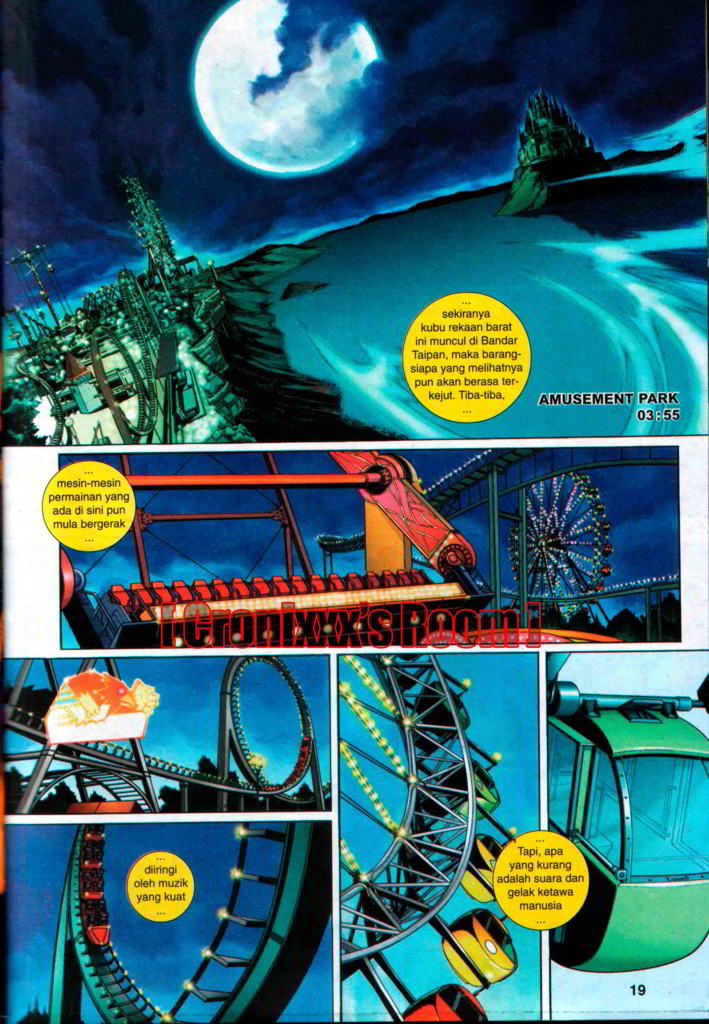 ...
sekiranya
kubu rekaan barat
ini muncul di Bandar
Taipan, maka barang-
siapa yang melihatnya
pun akan berasa ter-
kejut. Tiba-tiba,
...
AMUSEMENT PARK
03:55
...
mesin-mesin
permainan yang
ada di sini pun
mula bergerak
...
[ Cronixxx's Room ]
...
diiringi
oleh muzik
yang kuat
...
...
Tapi, apa
yang kurang
adalah suara dan
gelak ketawa
manusia
...
19